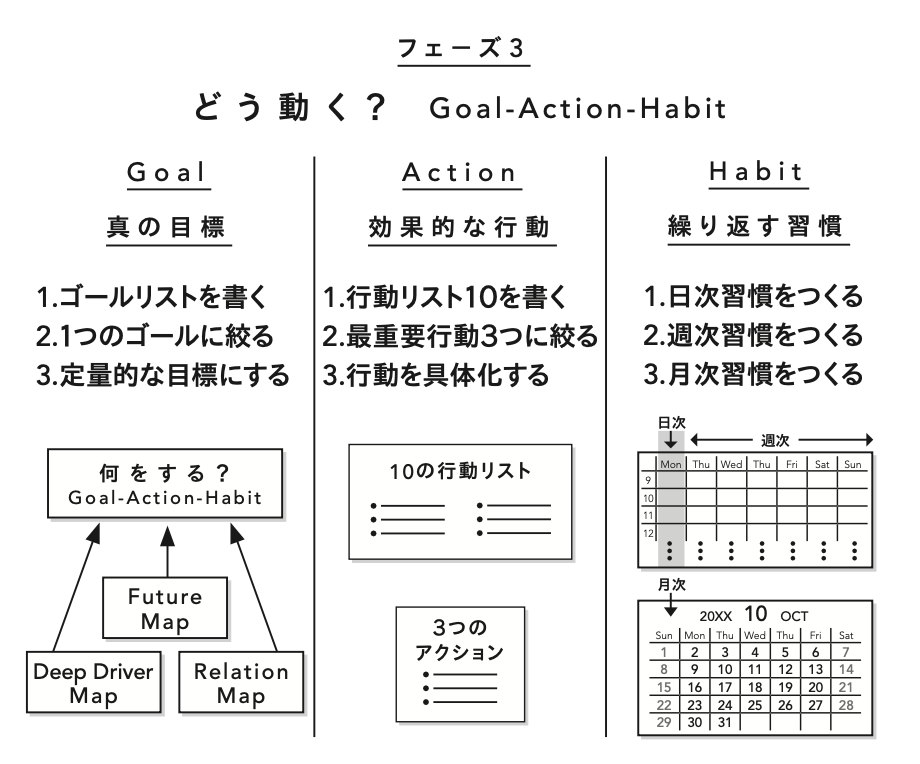 フェーズ3
どう動く？ Goal-Action-Habit
Goal
真の目標
1.ゴールリストを書く
2.1つのゴールに絞る
3.定量的な目標にする
何をする？
Goal-Action-Habit
Future
Map
Deep Driver
Map
Relation
Map
Action
効果的な行動
1.行動リスト10を書く
2.最重要行動3つに絞る
3.行動を具体化する
10の行動リスト
3つの
アクション
Habit
繰り返す習慣
1.日次習慣をつくる
2.週次習慣をつくる
3.月次習慣をつくる
日次
週次
Mon Thu Wed Thu Fri Sat Sun
9
10
11
12
月次
20XX 10 OCT
Sun Mon Thu Wed Thu Fri Sat
1 2 3 4 5 6 7
8 9 10 11 12 13 14
15 16 17 18 19 20 21
22 23 24 25 26 27 28
29 30 31